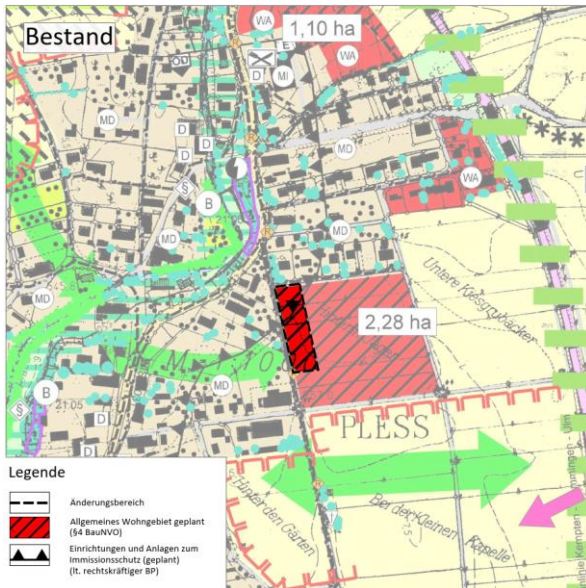 Bestand
1,10 ha
WA
WA
E
D
MI
MD
MD
MD
D
D
D
WA
§
B
R
R
MD
MD
Untere Kiesgrubäcker
2,28 ha
MD
B
§
21.05
D
D
PLESS
Hinter den Gärten
Bei der Kleinen Kapelle
Legende
Änderungsbereich
Allgemeines Wohngebiet geplant
(§4 BauNVO)
Einrichtungen und Anlagen zum
Immissionsschutz (geplant)
(lt. rechtskräftiger BP)